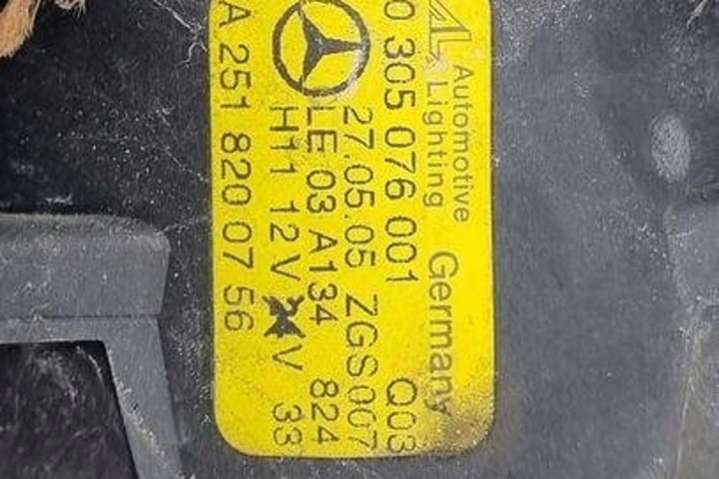 AL Automotive Lighting Germany
0 305 076 001 Q03
27.05.05 ZGS007
LE 03 A134 824
H11 12V V 33
A 251 820 07 56